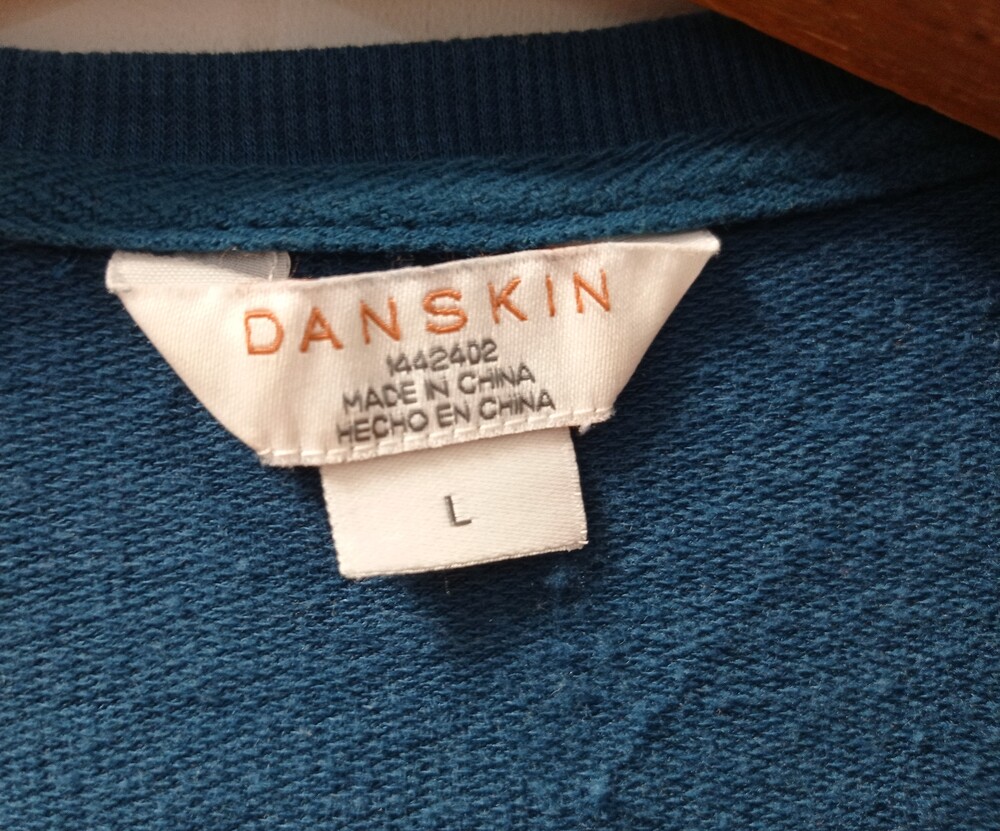 DANSKIN
1442402
MADE IN CHINA
HECHO EN CHINA
L